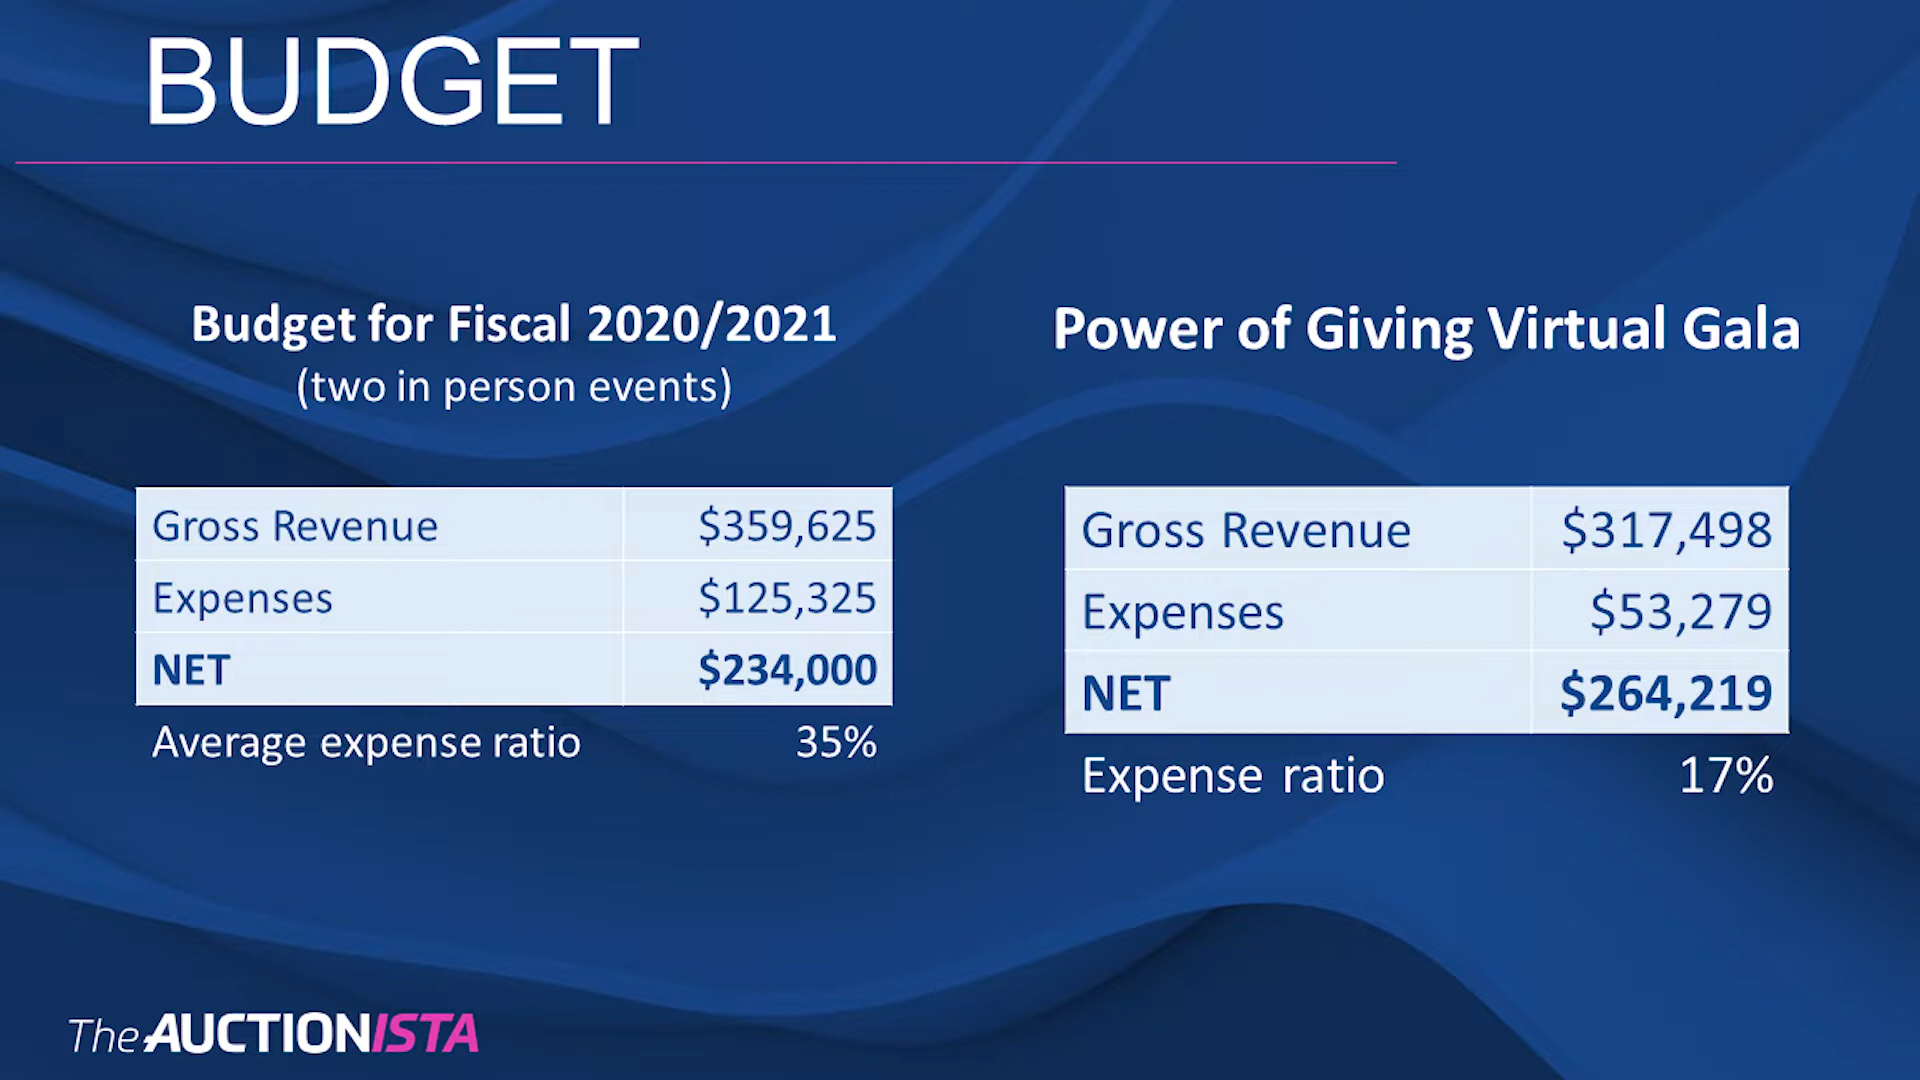 BUDGET
Budget for Fiscal 2020/2021
(two in person events)
Gross Revenue $359,625
Expenses $125,325
NET $234,000
Average expense ratio 35%
Power of Giving Virtual Gala
Gross Revenue $317,498
Expenses $53,279
NET $264,219
Expense ratio 17%
The AUCTIONISTA